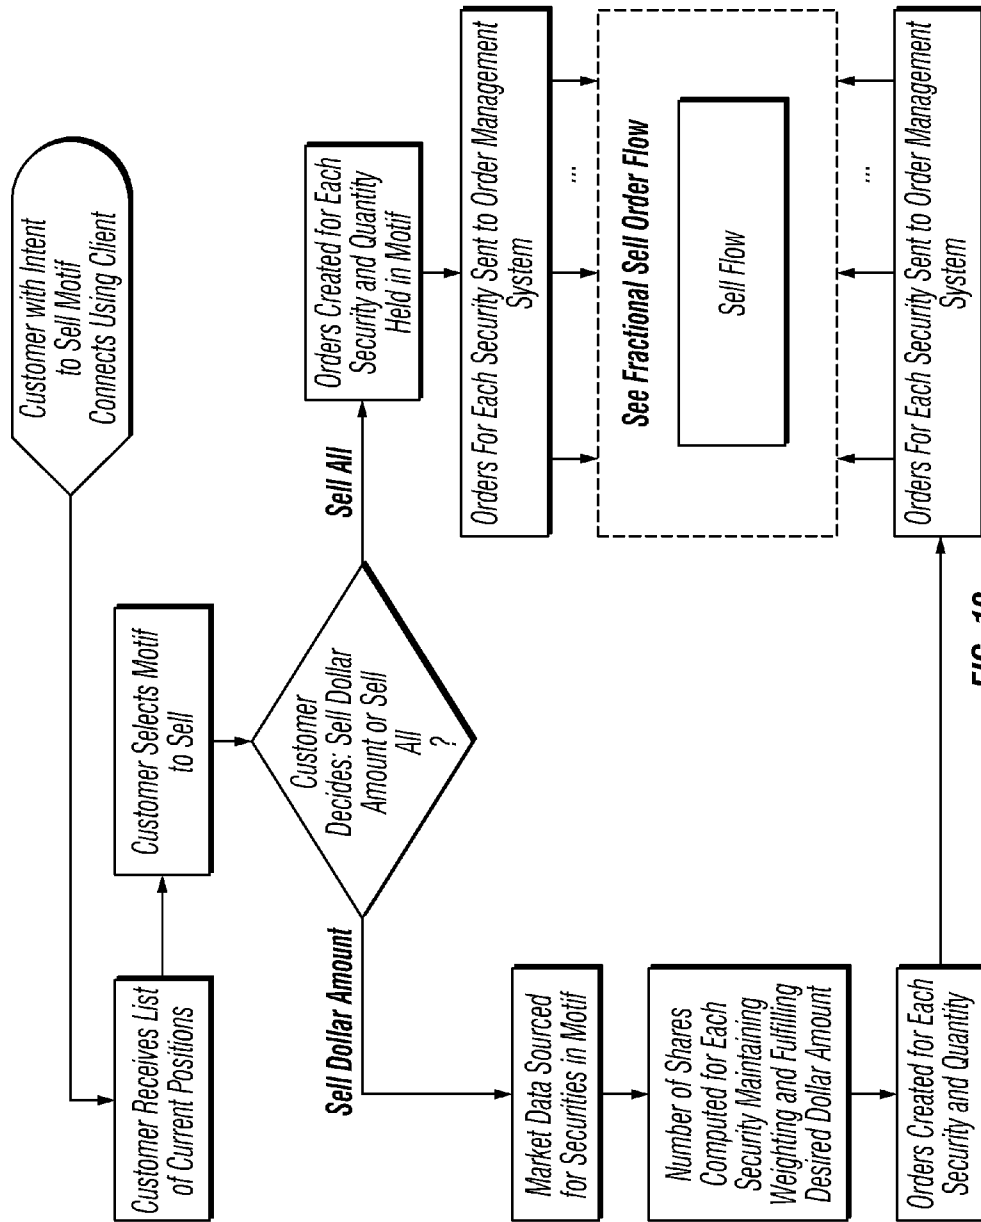 Customer with Intent
to Sell Motif
Connects Using Client
Customer Receives List
of Current Positions
Customer Selects Motif
to Sell
Customer
Decides: Sell Dollar
Amount or Sell
All
?
Sell All
Orders Created for Each
Security and Quantity
Held in Motif
Orders For Each Security Sent to Order Management
System
...
See Fractional Sell Order Flow
Sell Flow
Sell Dollar Amount
Market Data Sourced
for Securities in Motif
Number of Shares
Computed for Each
Security Maintaining
Weighting and Fulfilling
Desired Dollar Amount
Orders Created for Each
Security and Quantity
...
Orders For Each Security Sent to Order Management
System
FIG.